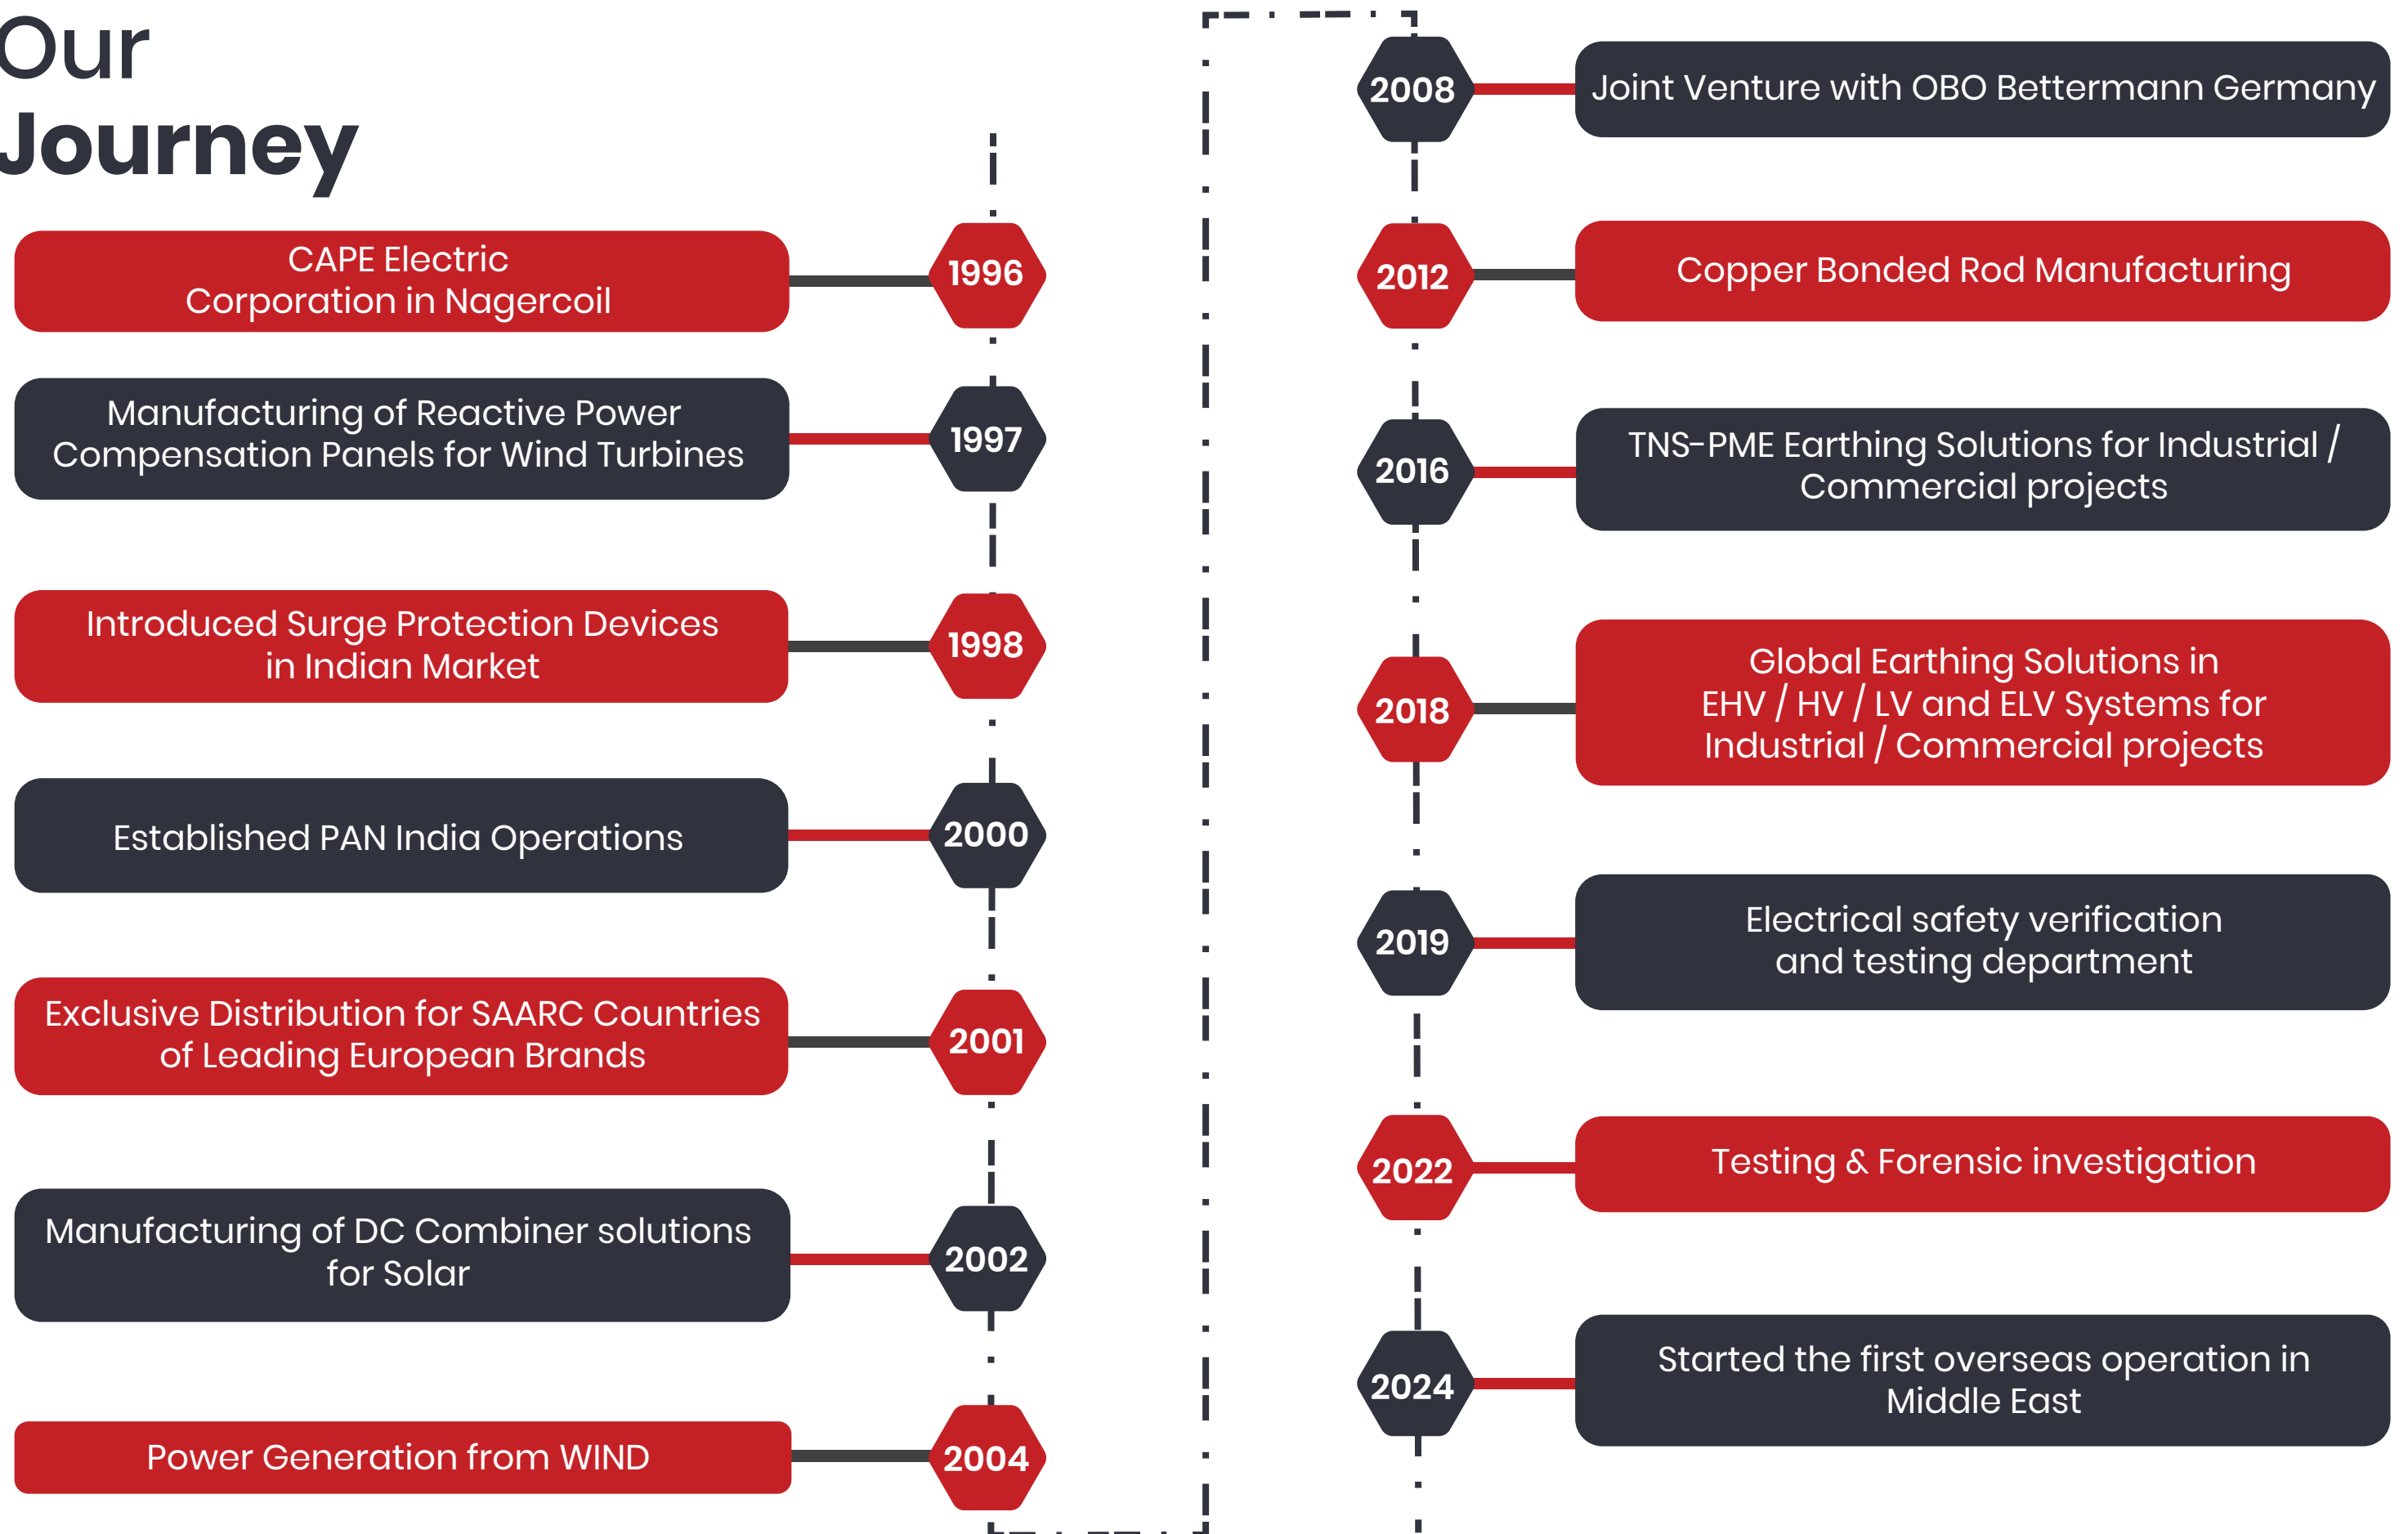 Our
Journey
CAPE Electric
Corporation in Nagercoil
1996
Manufacturing of Reactive Power
Compensation Panels for Wind Turbines
1997
Introduced Surge Protection Devices
in Indian Market
1998
Established PAN India Operations
2000
Exclusive Distribution for SAARC Countries
of Leading European Brands
2001
Manufacturing of DC Combiner solutions
for Solar
2002
Power Generation from WIND
2004
2008
Joint Venture with OBO Bettermann Germany
2012
Copper Bonded Rod Manufacturing
2016
TNS-PME Earthing Solutions for Industrial /
Commercial projects
2018
Global Earthing Solutions in
EHV / HV / LV and ELV Systems for
Industrial / Commercial projects
2019
Electrical safety verification
and testing department
2022
Testing & Forensic investigation
2024
Started the first overseas operation in
Middle East